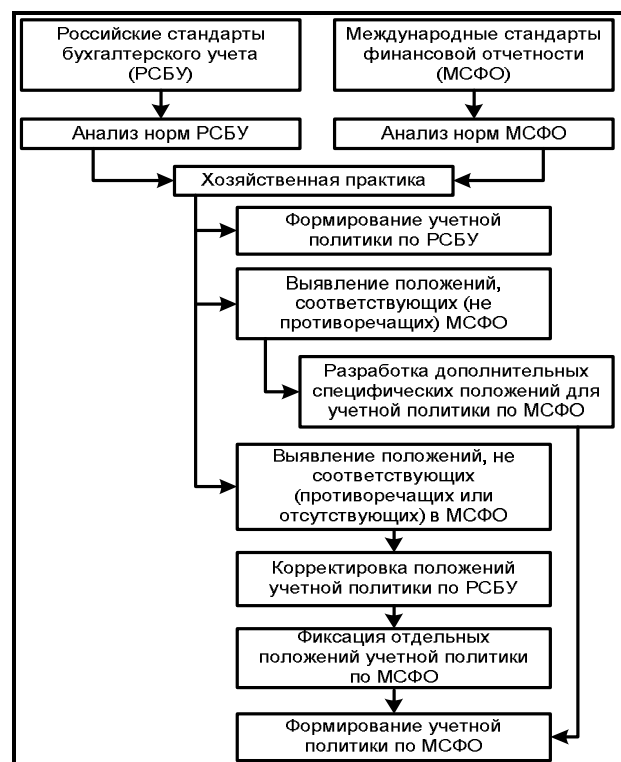 Российские стандарты
бухгалтерского учета
(РСБУ)
Международные стандарты
финансовой отчетности
(МСФО)
Анализ норм РСБУ
Анализ норм МСФО
Хозяйственная практика
Формирование учетной
политики по РСБУ
Выявление положений,
соответствующих (не
противоречащих) МСФО
Разработка дополнительных
специфических положений для
учетной политики по МСФО
Выявление положений, не
соответствующих
(противоречащих или
отсутствующих) в МСФО
Корректировка положений
учетной политики по РСБУ
Фиксация отдельных
положений учетной политики
по МСФО
Формирование учетной
политики по МСФО